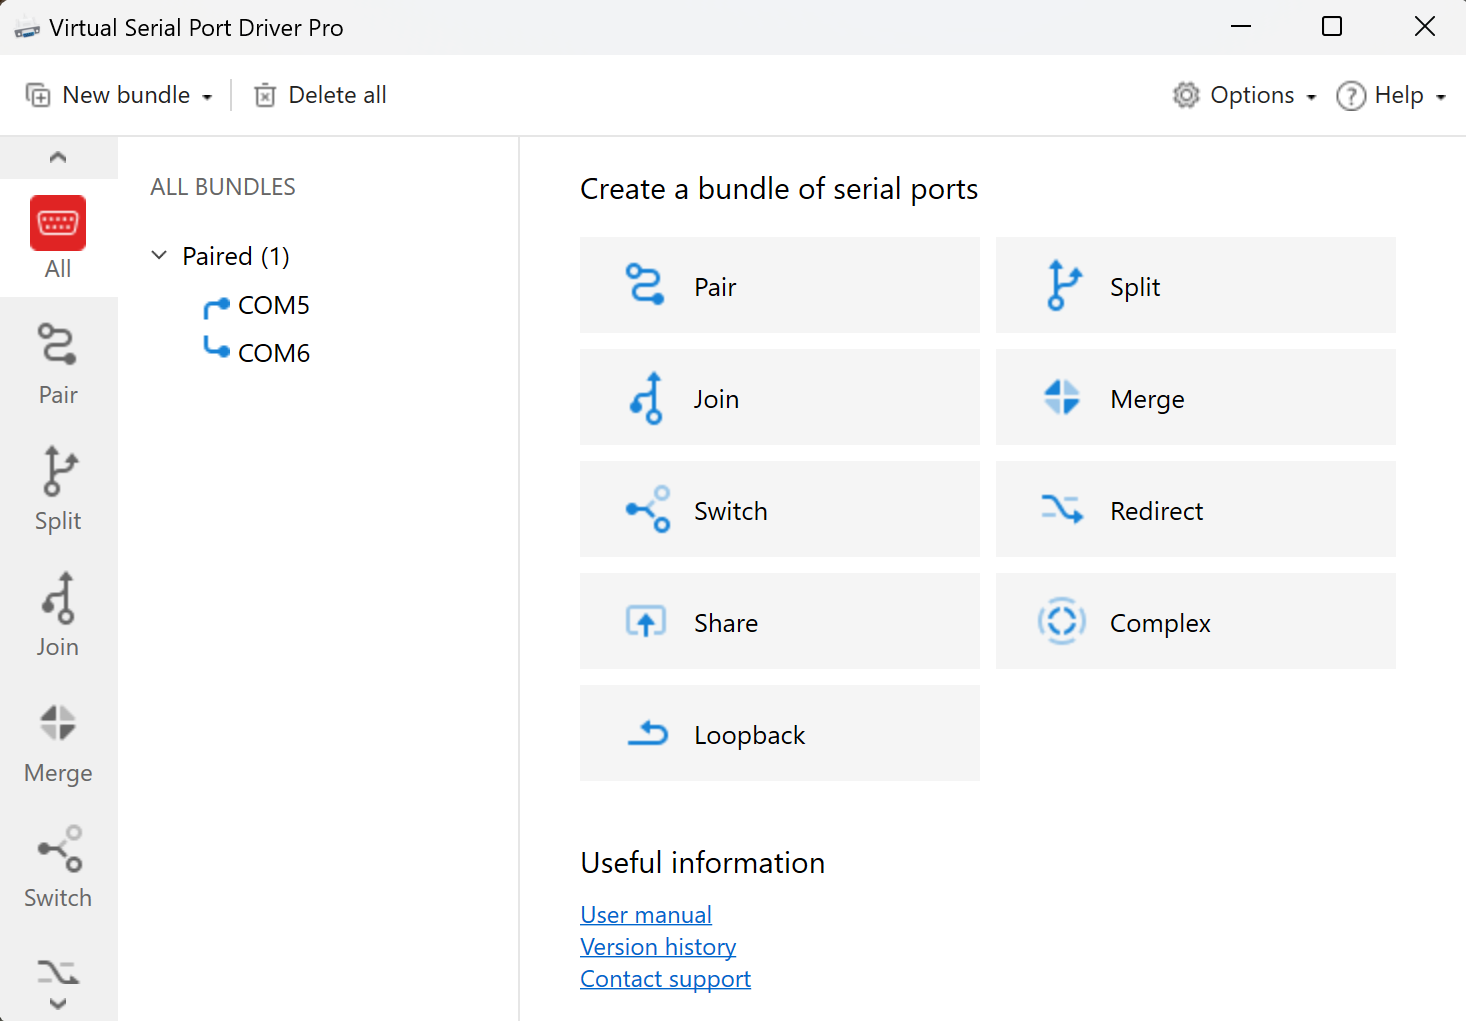 Virtual Serial Port Driver Pro
New bundle
Delete all
Options
Help
All
Pair
Split
Join
Merge
Switch
ALL BUNDLES
Paired (1)
COM5
COM6
Create a bundle of serial ports
Pair
Split
Join
Merge
Switch
Redirect
Share
Complex
Loopback
Useful information
User manual
Version history
Contact support